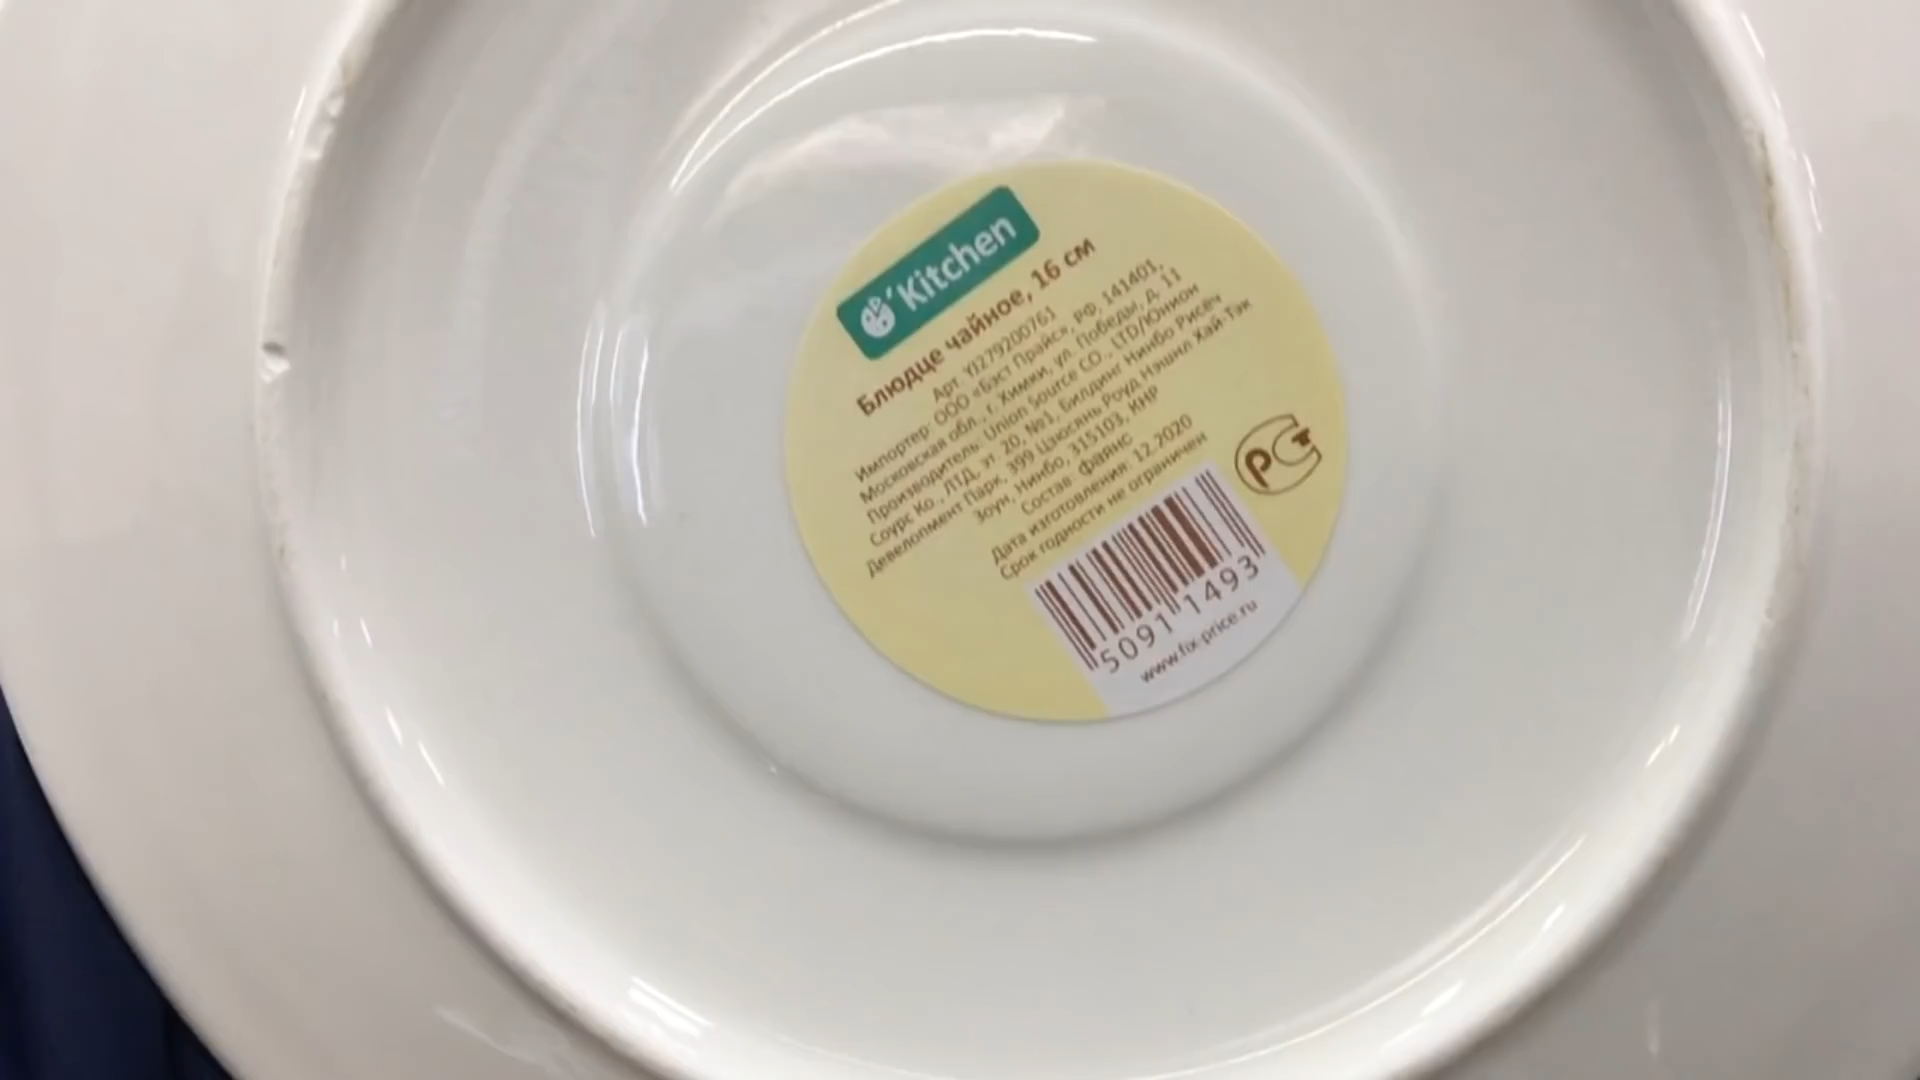 Kitchen
Блюдце чайное, 16 см
Арт. YJ279200761
Импортер: ООО «Бэст Прайс», РФ, 141401,
Московская обл., г. Химки, ул. Победы, д. 11
Производитель: Union Source CO., LTD/Юнион
Соурс Ко., ЛТД, эт. 20, №1, Билдинг Нинбо Рисёч
Девелопмент Парк, 399 Цзюсянь Роуд Нэшнл Хай-Тэк
Зоун, Нинбо, 315103, КНР
Состав: фаянс
Дата изготовления: 12.2020
Срок годности не ограничен
РСТ
5091 1493
www.fix-price.ru